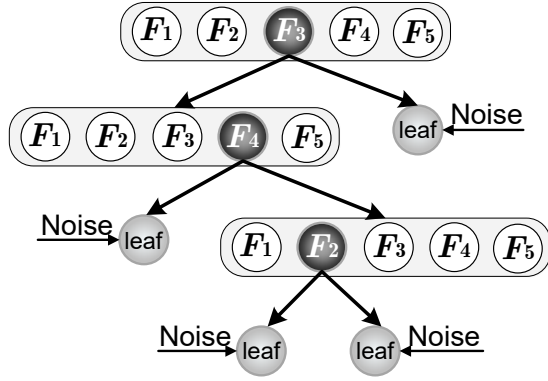 F1 F2 F3 F4 F5
leaf Noise
F1 F2 F3 F4 F5
Noise leaf
F1 F2 F3 F4 F5
Noise leaf leaf Noise